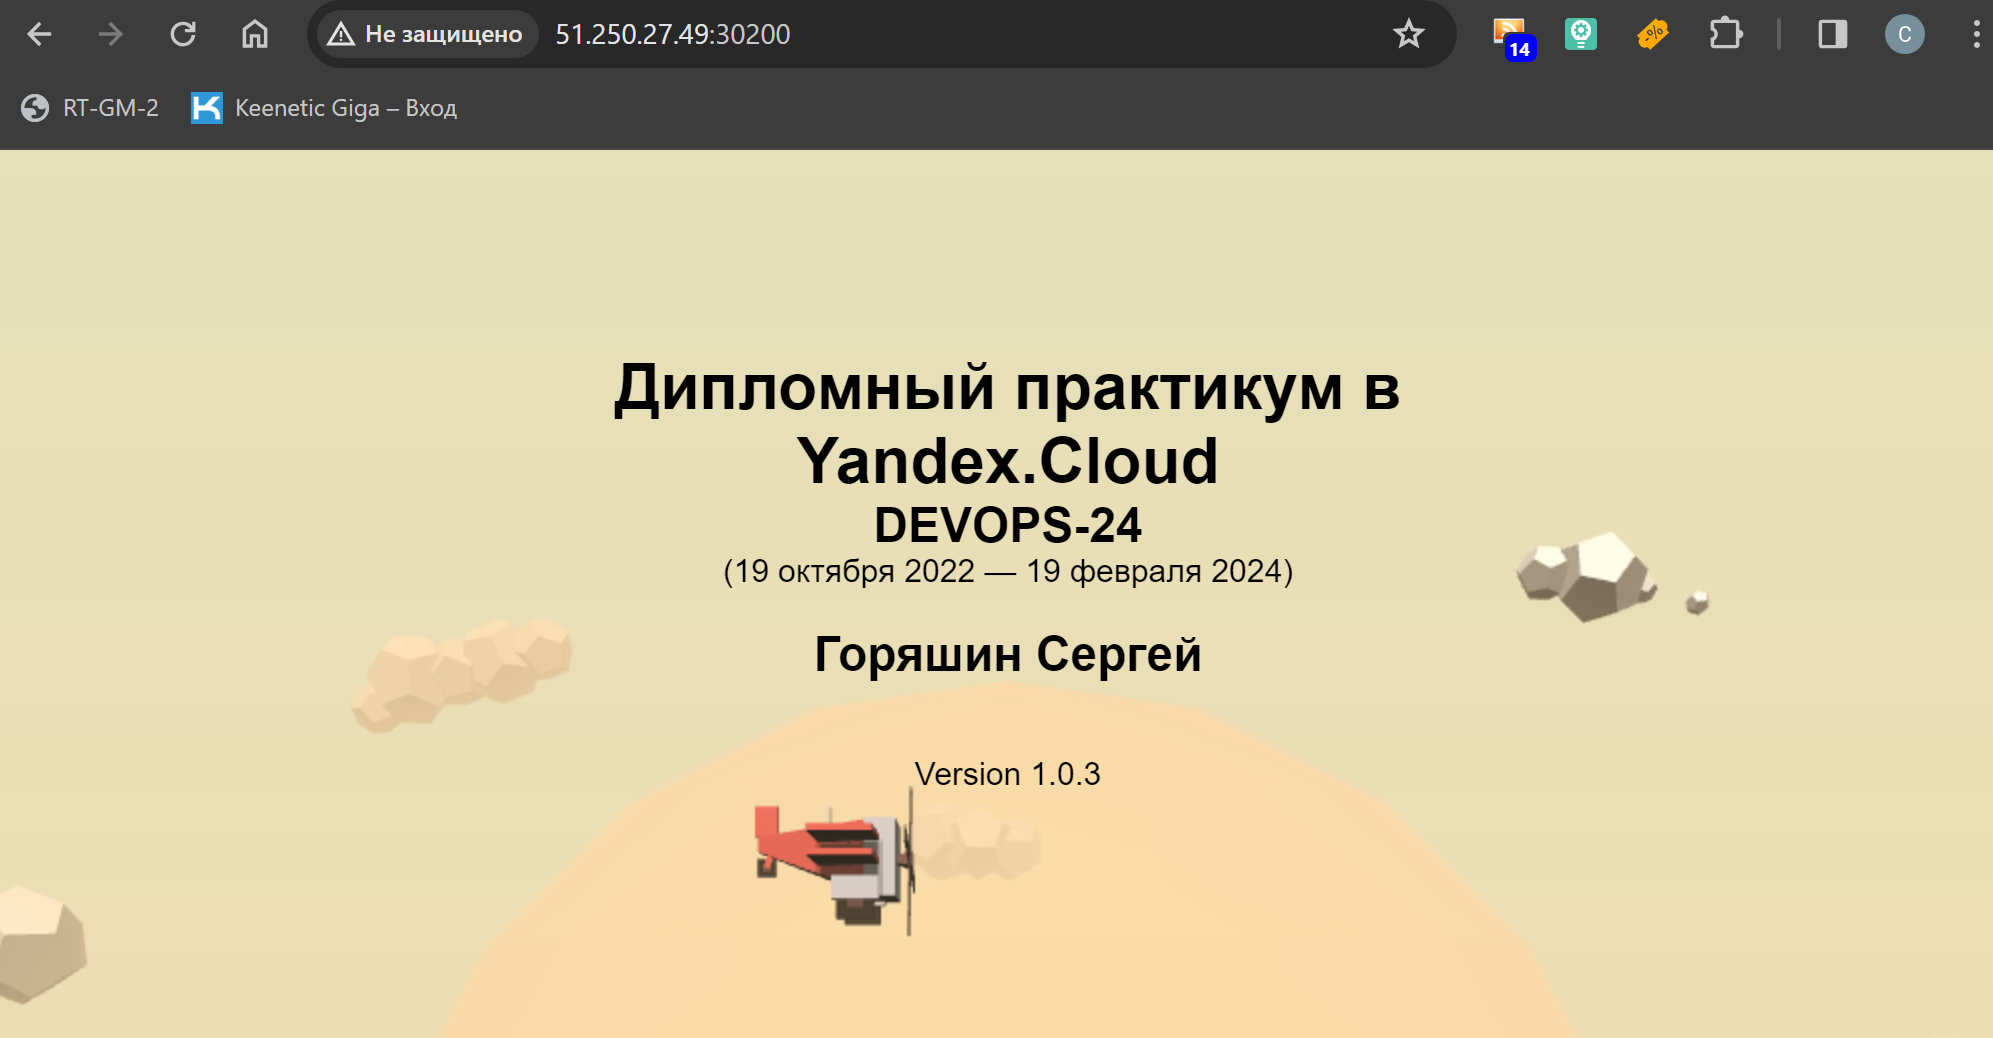 Не защищено
51.250.27.49:30200
14
%
C
RT-GM-2
Keenetic Giga – Вход
Дипломный практикум в
Yandex.Cloud
DEVOPS-24
(19 октября 2022 — 19 февраля 2024)
Горяшин Сергей
Version 1.0.3